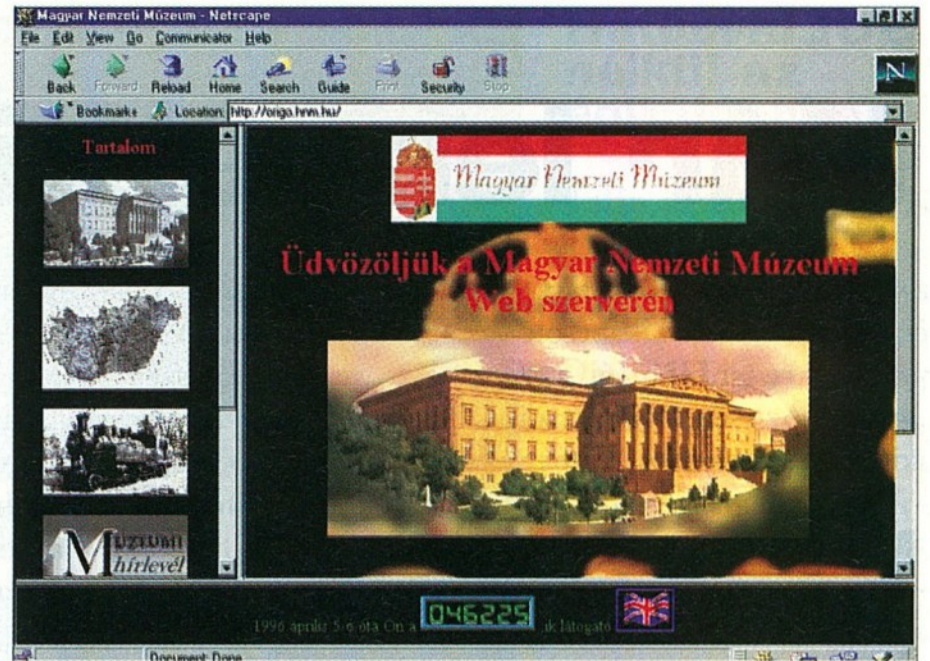 Magyar Nemzeti Múzeum - Netscape
File Edit View Go Communicator Help
Back Forward Reload Home Search Guide Print Security Stop
N
Bookmarks Location: http://origo.hnm.hu/
Tartalom
MÚZEUMI
hírlevél
Magyar Nemzeti Múzeum
Üdvözöljük a Magyar Nemzeti Múzeum
Web szerverén
1996 április 5.-e óta Ön a 046225 .ik látogató
Document: Done